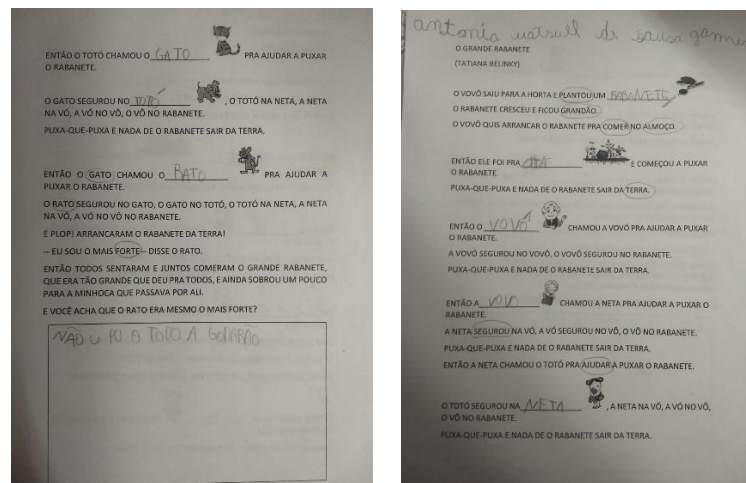 ENTÃO O TOTÓ CHAMOU O GATO PRA AJUDAR A PUXAR
O RABANETE.
O GATO SEGUROU NO TOTÓ, O TOTÓ NA NETA, A NETA
NA VÓ, A VÓ NO VÔ, O VÔ NO RABANETE.
PUXA-QUE-PUXA E NADA DE O RABANETE SAIR DA TERRA.
ENTÃO O GATO CHAMOU O RATO PRA AJUDAR A
PUXAR O RABANETE.
O RATO SEGUROU NO GATO, O GATO NO TOTÓ, O TOTÓ NA NETA, A NETA
NA VÓ, A VÓ NO VÔ NO RABANETE.
E PLOP! ARRANCARAM O RABANETE DA TERRA!
– EU SOU O MAIS FORTE – DISSE O RATO.
ENTÃO TODOS SENTARAM E JUNTOS COMERAM O GRANDE RABANETE,
QUE ERA TÃO GRANDE QUE DEU PRA TODOS, E AINDA SOBROU UM POUCO
PARA A MINHOCA QUE PASSAVA POR ALI.
E VOCÊ ACHA QUE O RATO ERA MESMO O MAIS FORTE?
NÃO O TODO A
antonia de sousa
O GRANDE RABANETE
(TATIANA BELINKY)
O VOVÔ SAIU PARA A HORTA E PLANTOU UM RABANETE
O RABANETE CRESCEU E FICOU GRANDÃO.
O VOVÔ QUIS ARRANCAR O RABANETE PRA COMER NO ALMOÇO.
ENTÃO ELE FOI PRA E COMEÇOU A PUXAR
O RABANETE.
PUXA-QUE-PUXA E NADA DE O RABANETE SAIR DA TERRA.
ENTÃO O VOVÔ CHAMOU A VOVÓ PRA AJUDAR A PUXAR
O RABANETE.
A VOVÓ SEGUROU NO VOVÔ, O VOVÔ SEGUROU NO RABANETE.
PUXA-QUE-PUXA E NADA DE O RABANETE SAIR DA TERRA.
ENTÃO A VOVO CHAMOU A NETA PRA AJUDAR A PUXAR O
RABANETE.
A NETA SEGUROU NA VÓ, A VÓ SEGUROU NO VÔ, O VÔ NO RABANETE.
PUXA-QUE-PUXA E NADA DE O RABANETE SAIR DA TERRA.
ENTÃO A NETA CHAMOU O TOTÓ PRA AJUDAR A PUXAR O RABANETE.
O TOTÓ SEGUROU NA NETA, A NETA NA VÓ, A VÓ NO VÔ,
O VÔ NO RABANETE.
PUXA-QUE-PUXA E NADA DE O RABANETE SAIR DA TERRA.